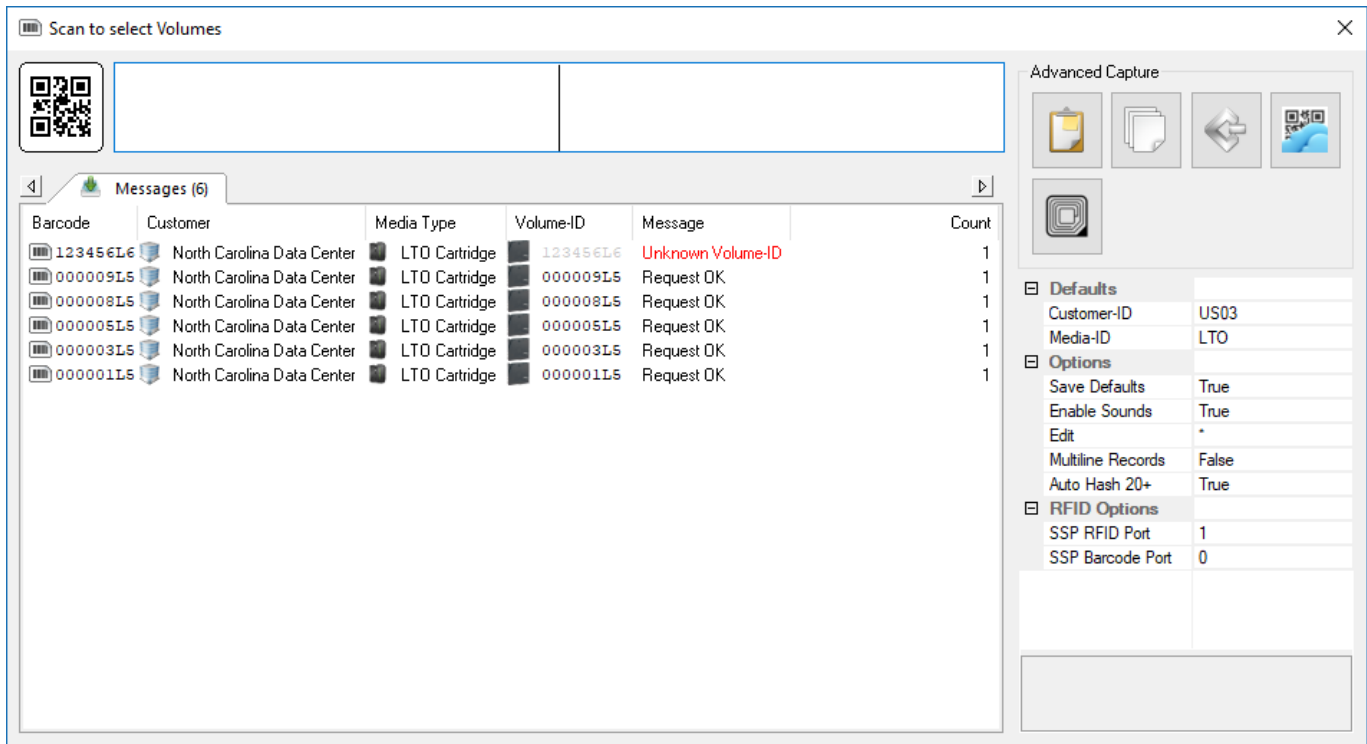 Scan to select Volumes
Advanced Capture
Messages (6)
Barcode Customer Media Type Volume-ID Message Count
123456L6 North Carolina Data Center LTO Cartridge 123456L6 Unknown Volume-ID 1
000009L5 North Carolina Data Center LTO Cartridge 000009L5 Request OK 1
000008L5 North Carolina Data Center LTO Cartridge 000008L5 Request OK 1
000005L5 North Carolina Data Center LTO Cartridge 000005L5 Request OK 1
000003L5 North Carolina Data Center LTO Cartridge 000003L5 Request OK 1
000001L5 North Carolina Data Center LTO Cartridge 000001L5 Request OK 1
Defaults
Customer-ID US03
Media-ID LTO
Options
Save Defaults True
Enable Sounds True
Edit *
Multiline Records False
Auto Hash 20+ True
RFID Options
SSP RFID Port 1
SSP Barcode Port 0